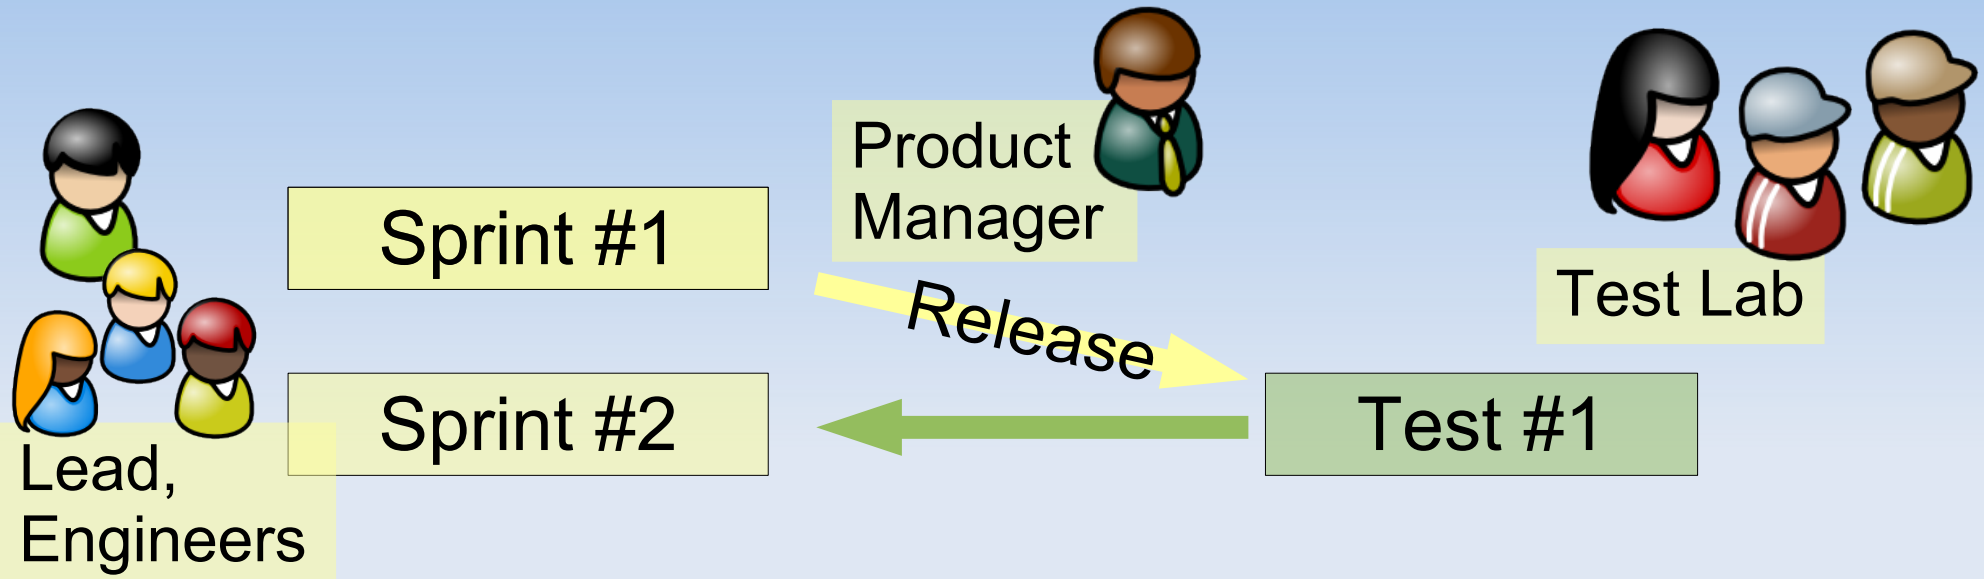 Product
Manager
Sprint #1
Test Lab
Release
Sprint #2
Test #1
Lead,
Engineers